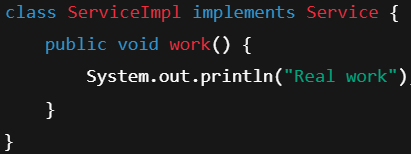 class ServiceImpl implements Service {
    public void work() {
        System.out.println("Real work")
    }
}